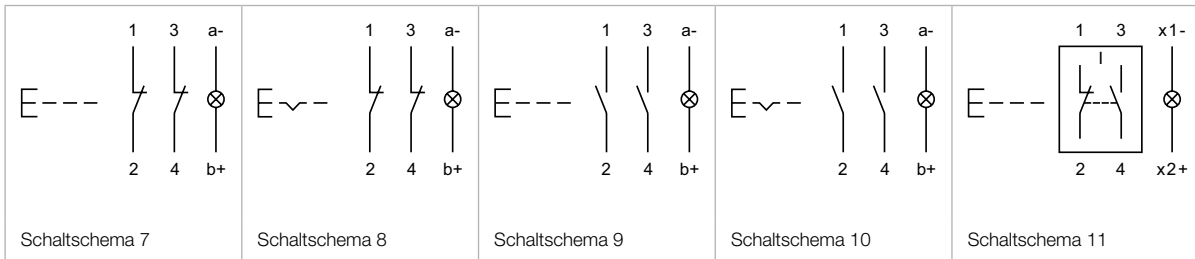 1 3 a- 1 3 a- 1 3 a- 1 3 a- 1 3 x1-
I
2 4 b+ 2 4 b+ 2 4 b+ 2 4 b+ 2 4 x2+
Schaltschema 7 Schaltschema 8 Schaltschema 9 Schaltschema 10 Schaltschema 11